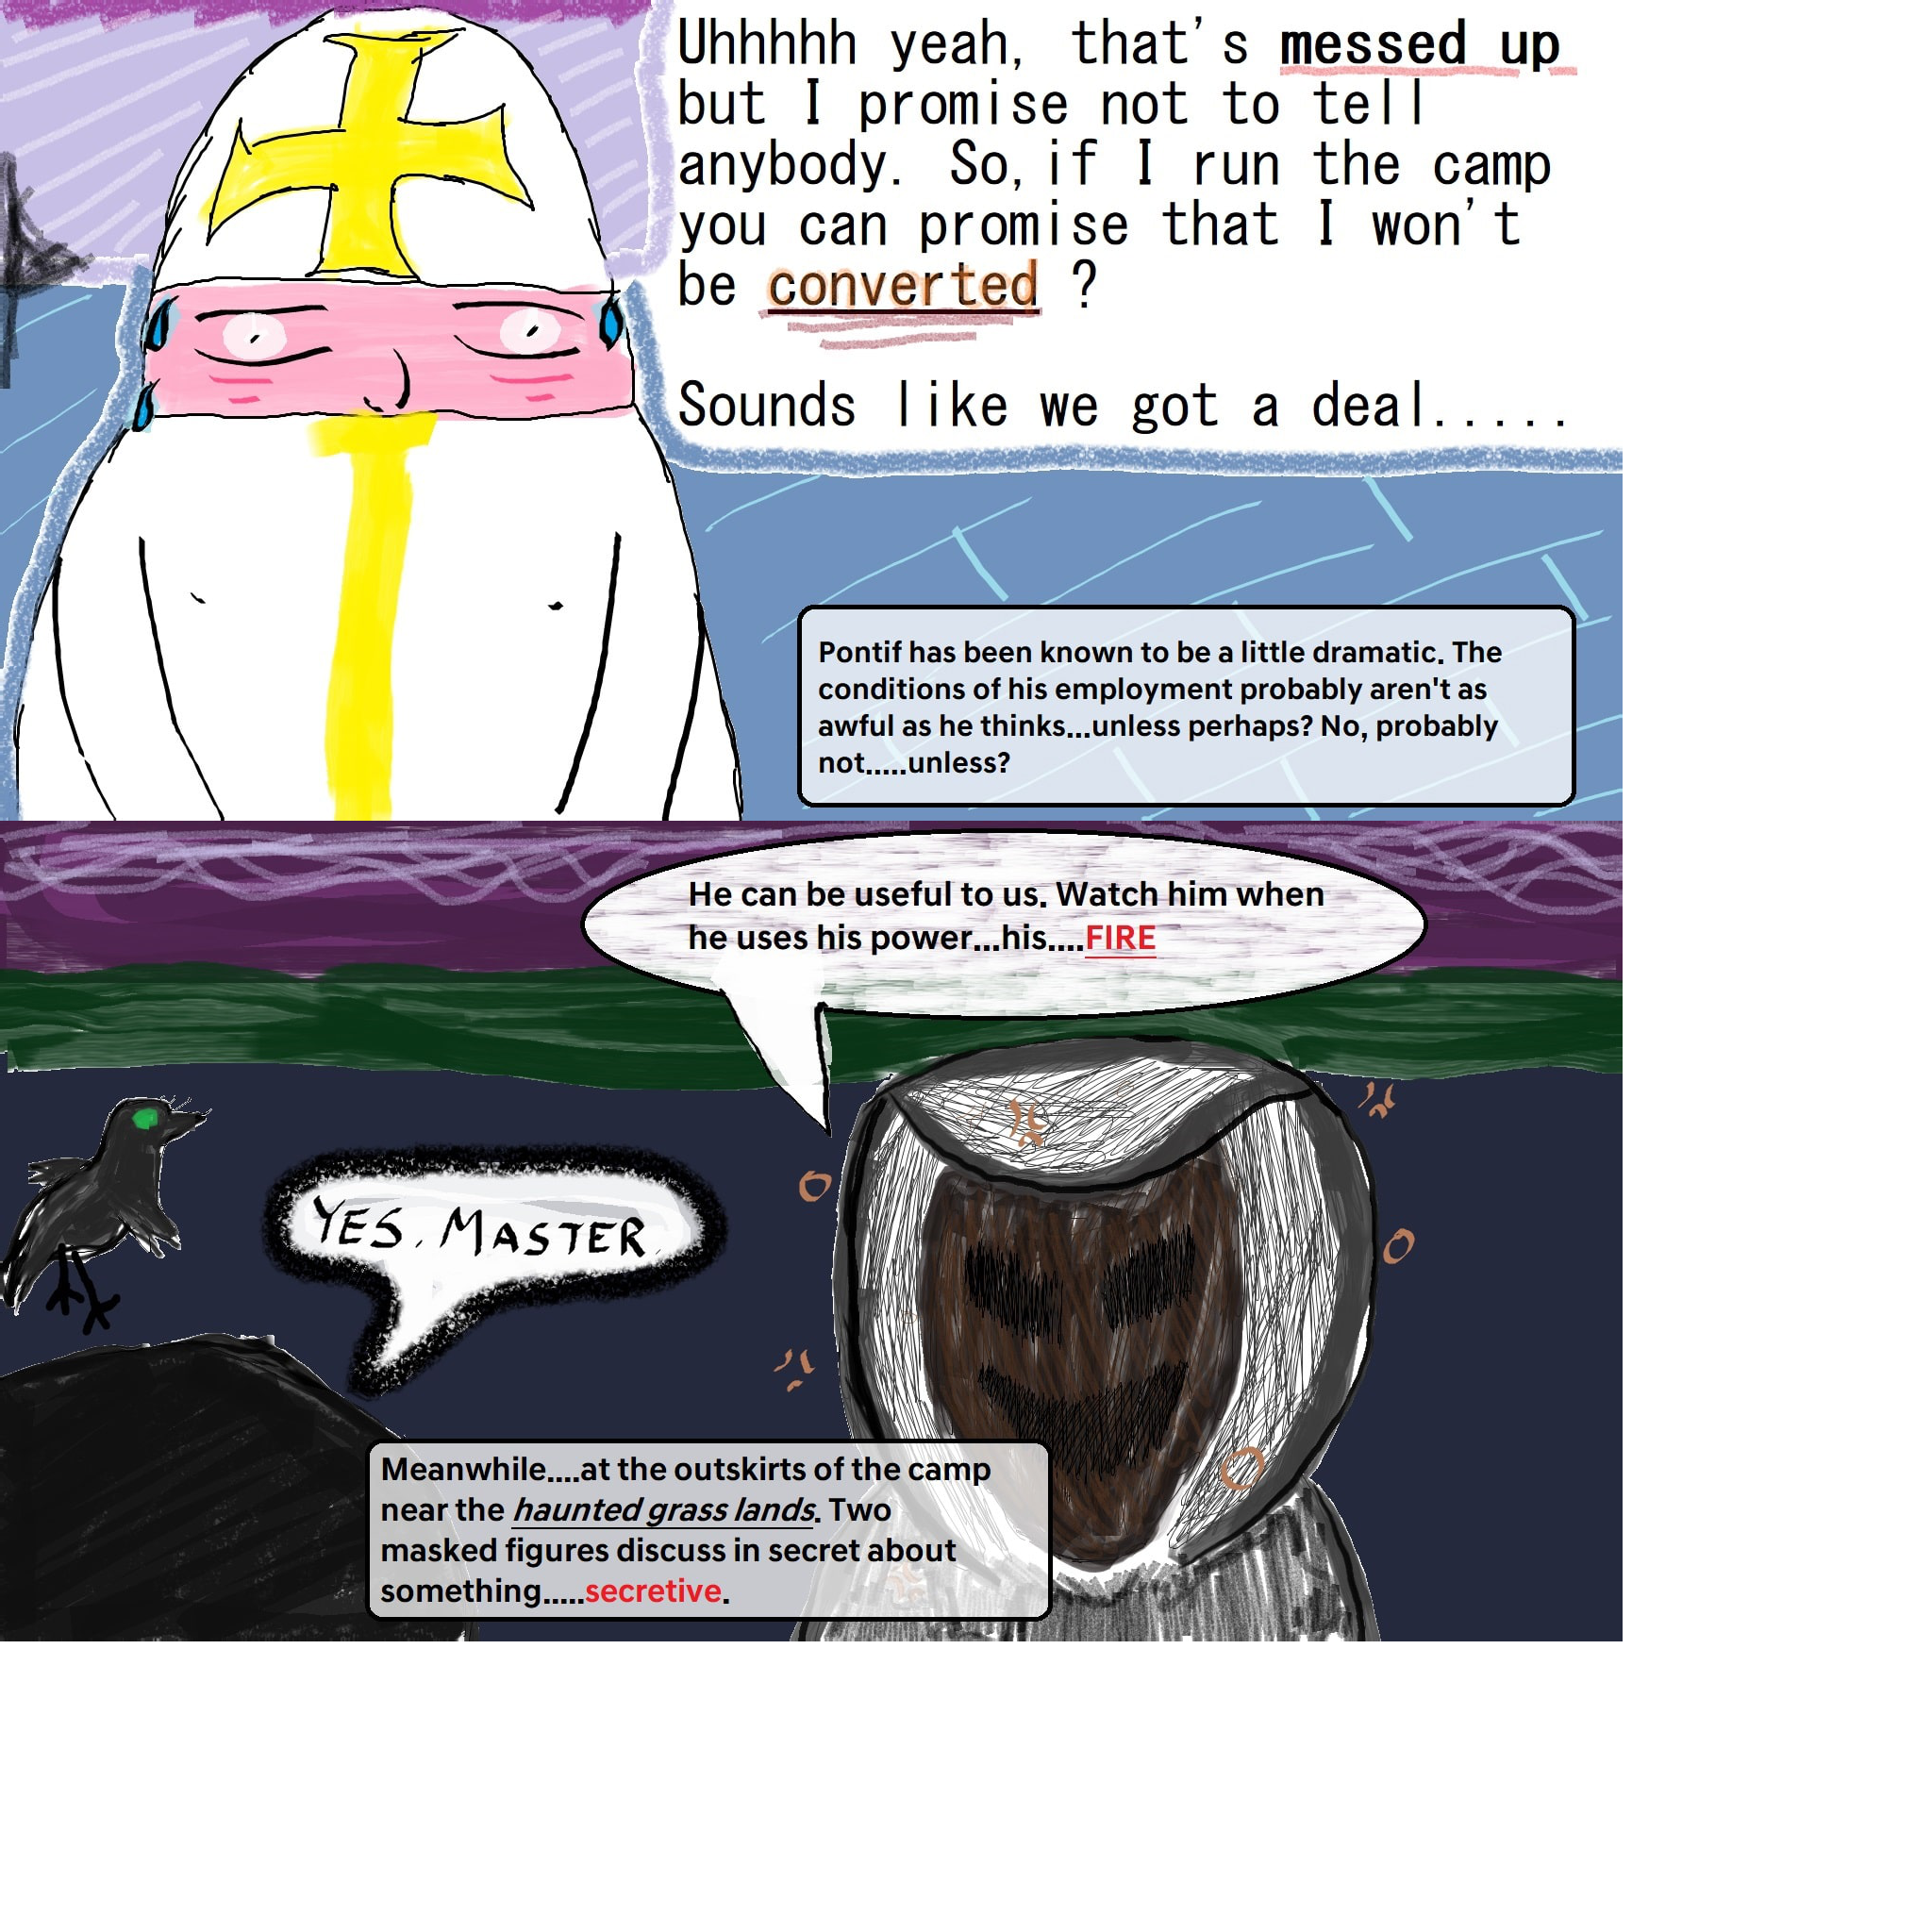 Uhhhhh yeah, that's messed up
but I promise not to tell
anybody. So, if I run the camp
you can promise that I won't
be converted ?
Sounds like we got a deal.....
Pontif has been known to be a little dramatic. The
conditions of his employment probably aren't as
awful as he thinks...unless perhaps? No, probably
not.....unless?
He can be useful to us. Watch him when
he uses his power...his....FIRE
YES, MASTER.
Meanwhile....at the outskirts of the camp
near the haunted grass lands. Two
masked figures discuss in secret about
something.....secretive.